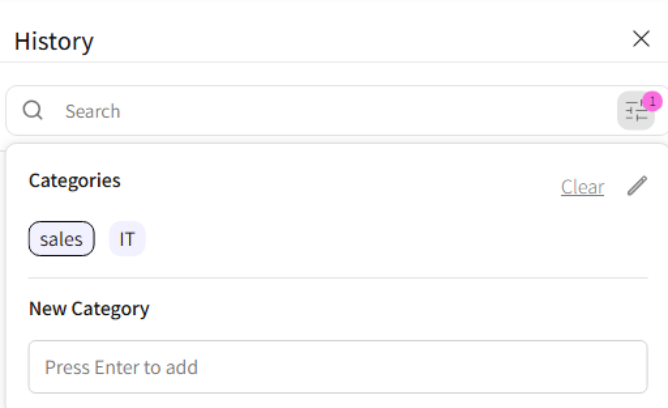 History
Search
1
Categories
Clear
sales IT
New Category
Press Enter to add